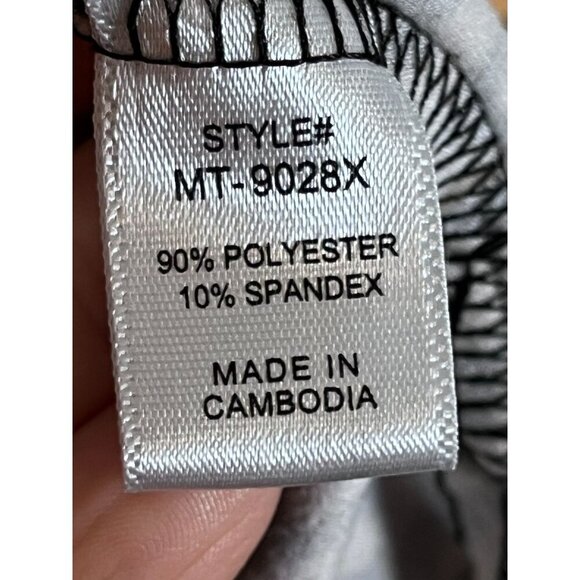 STYLE#
MT-9028X
90% POLYESTER
10% SPANDEX
MADE IN
CAMBODIA